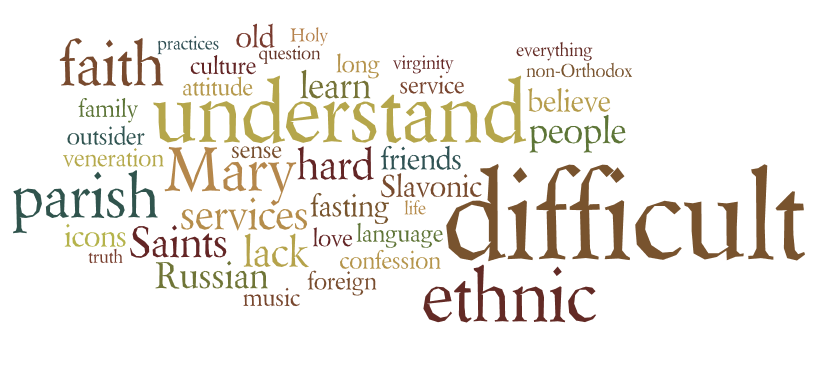 old Holy
faith practices question everything
culture long virginity non-Orthodox
attitude learn service
family understand believe
outsider people
veneration sense hard friends
Mary Slavonic
parish services fasting life difficult
icons Saints lack love language
truth confession
Russian foreign
music ethnic